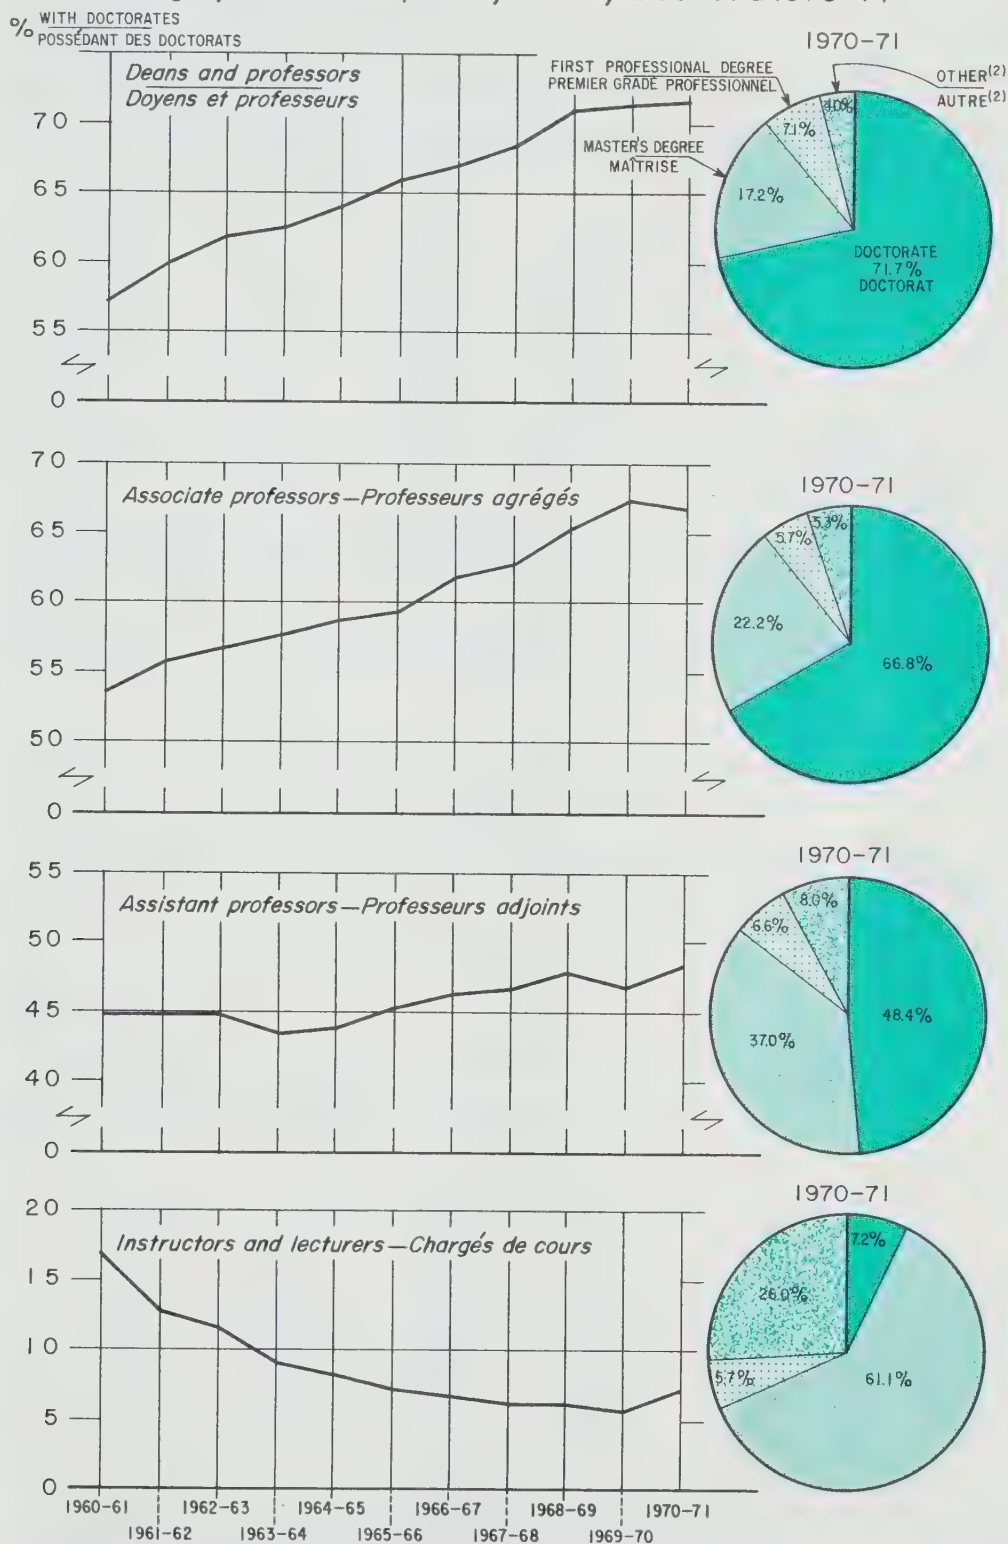 % WITH DOCTORATES
POSSÉDANT DES DOCTORATS
Deans and professors
Doyens et professeurs
70
65
60
55
0
1970-71
FIRST PROFESSIONAL DEGREE
PREMIER GRADE PROFESSIONNEL
OTHER(2)
AUTRE(2)
MASTER'S DEGREE
MAÎTRISE
4.0%
7.1%
17.2%
DOCTORATE
71.7%
DOCTORAT
70
Associate professors—Professeurs agrégés
65
60
55
50
0
1970-71
5.3%
5.7%
22.2%
66.8%
55
Assistant professors—Professeurs adjoints
50
45
40
0
1970-71
8.0%
6.6%
37.0%
48.4%
20
Instructors and lecturers—Chargés de cours
15
10
5
0
1970-71
7.2%
26.0%
5.7%
61.1%
1960-61 1962-63 1964-65 1966-67 1968-69 1970-71
1961-62 1963-64 1965-66 1967-68 1969-70